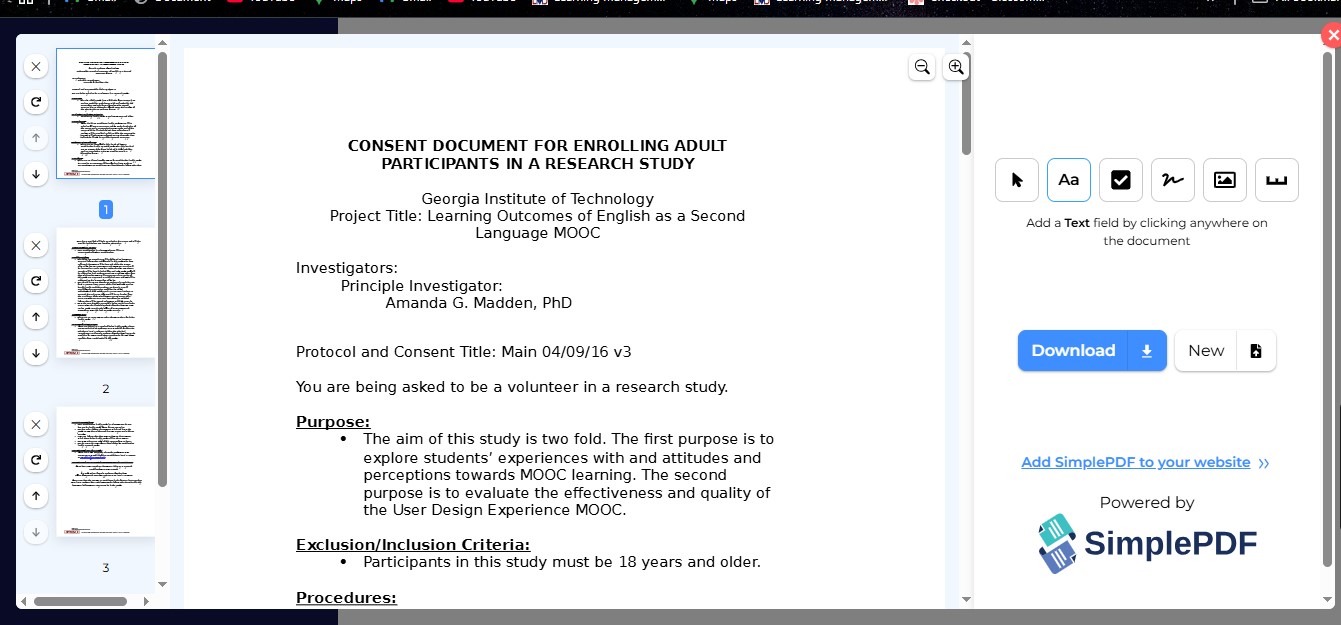 1
2
3
CONSENT DOCUMENT FOR ENROLLING ADULT
PARTICIPANTS IN A RESEARCH STUDY
Georgia Institute of Technology
Project Title: Learning Outcomes of English as a Second
Language MOOC
Investigators:
Principle Investigator:
Amanda G. Madden, PhD
Protocol and Consent Title: Main 04/09/16 v3
You are being asked to be a volunteer in a research study.
Purpose:
• The aim of this study is two fold. The first purpose is to
explore students’ experiences with and attitudes and
perceptions towards MOOC learning. The second
purpose is to evaluate the effectiveness and quality of
the User Design Experience MOOC.
Exclusion/Inclusion Criteria:
• Participants in this study must be 18 years and older.
Procedures:
Aa
Add a Text field by clicking anywhere on
the document
Download
New
Add SimplePDF to your website
Powered by
SimplePDF